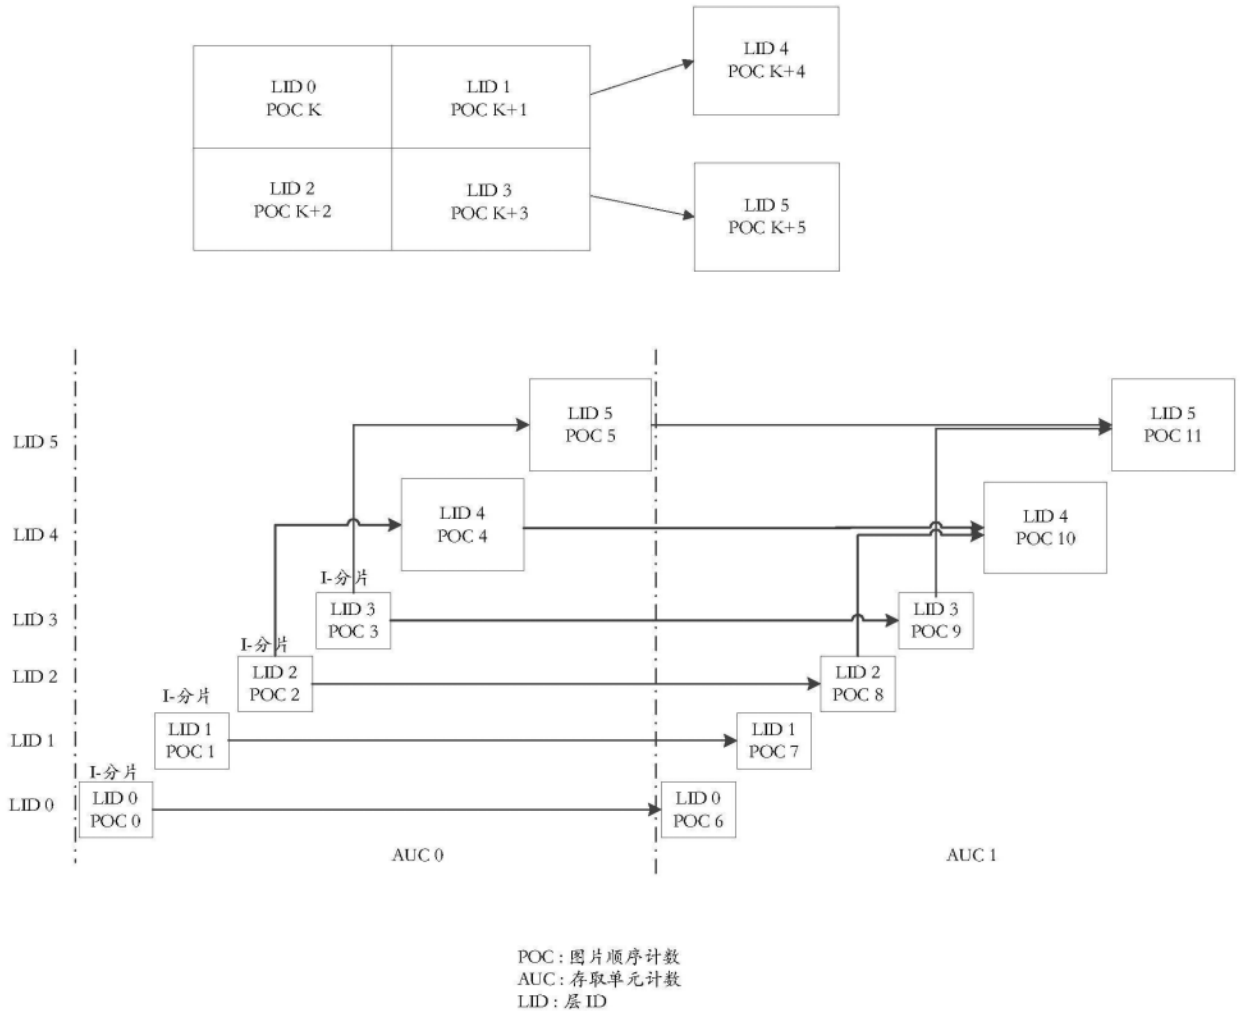 LID 0
POC K
LID 1
POC K+1
LID 2
POC K+2
LID 3
POC K+3
LID 4
POC K+4
LID 5
POC K+5
LID 5
LID 5
POC 5
LID 5
POC 11
LID 4
LID 4
POC 4
LID 4
POC 10
LID 3
I-分片
LID 3
POC 3
LID 3
POC 9
LID 2
I-分片
LID 2
POC 2
LID 2
POC 8
LID 1
I-分片
LID 1
POC 1
LID 1
POC 7
LID 0
I-分片
LID 0
POC 0
LID 0
POC 6
AUC 0
AUC 1
POC : 图片顺序计数
AUC : 存取单元计数
LID : 层 ID